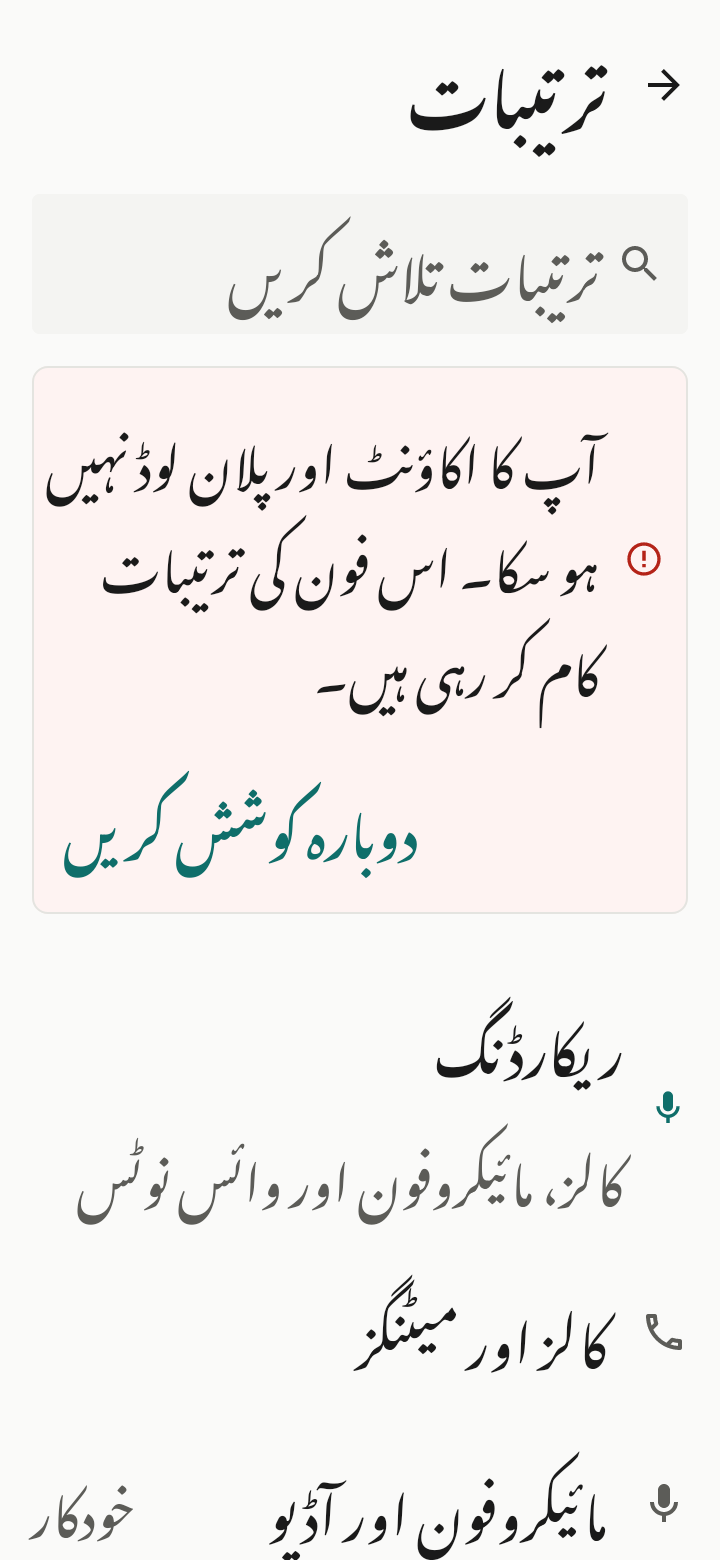 ترتیبات
ترتیبات تلاش کریں
آپ کا اکاؤنٹ اور پلان لوڈ نہیں
ہو سکا۔ اس فون کی ترتیبات
کام کر رہی ہیں۔
دوبارہ کوشش کریں
ریکارڈنگ
کالز، مائیکروفون اور وائس نوٹس
کالز اور میٹنگز
مائیکروفون اور آڈیو
خودکار